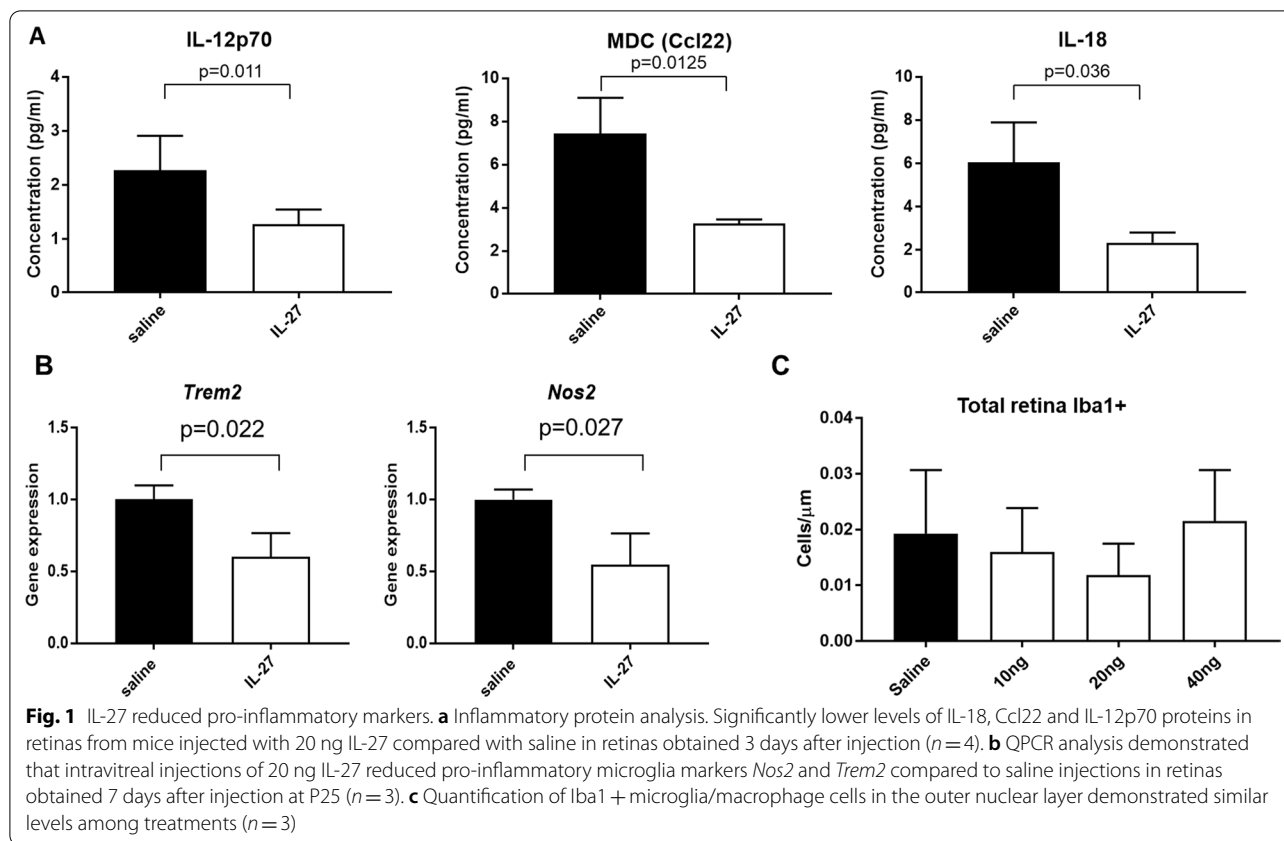 A
IL-12p70
p=0.011
Concentration (pg/ml)
4
3
2
1
0
saline
IL-27
MDC (Ccl22)
p=0.0125
Concentration (pg/ml)
10
8
6
4
2
0
saline
IL-27
IL-18
p=0.036
Concentration (pg/ml)
10
8
6
4
2
0
saline
IL-27
B
Trem2
p=0.022
Gene expression
1.5
1.0
0.5
0.0
saline
IL-27
Nos2
p=0.027
Gene expression
1.5
1.0
0.5
0.0
saline
IL-27
C
Total retina Iba1+
Cells/μm
0.04
0.03
0.02
0.01
0.00
Saline
10ng
20ng
40ng
Fig. 1 IL-27 reduced pro-inflammatory markers. a Inflammatory protein analysis. Significantly lower levels of IL-18, Ccl22 and IL-12p70 proteins in
retinas from mice injected with 20 ng IL-27 compared with saline in retinas obtained 3 days after injection (n = 4). b QPCR analysis demonstrated
that intravitreal injections of 20 ng IL-27 reduced pro-inflammatory microglia markers Nos2 and Trem2 compared to saline injections in retinas
obtained 7 days after injection at P25 (n = 3). c Quantification of Iba1 + microglia/macrophage cells in the outer nuclear layer demonstrated similar
levels among treatments (n = 3)